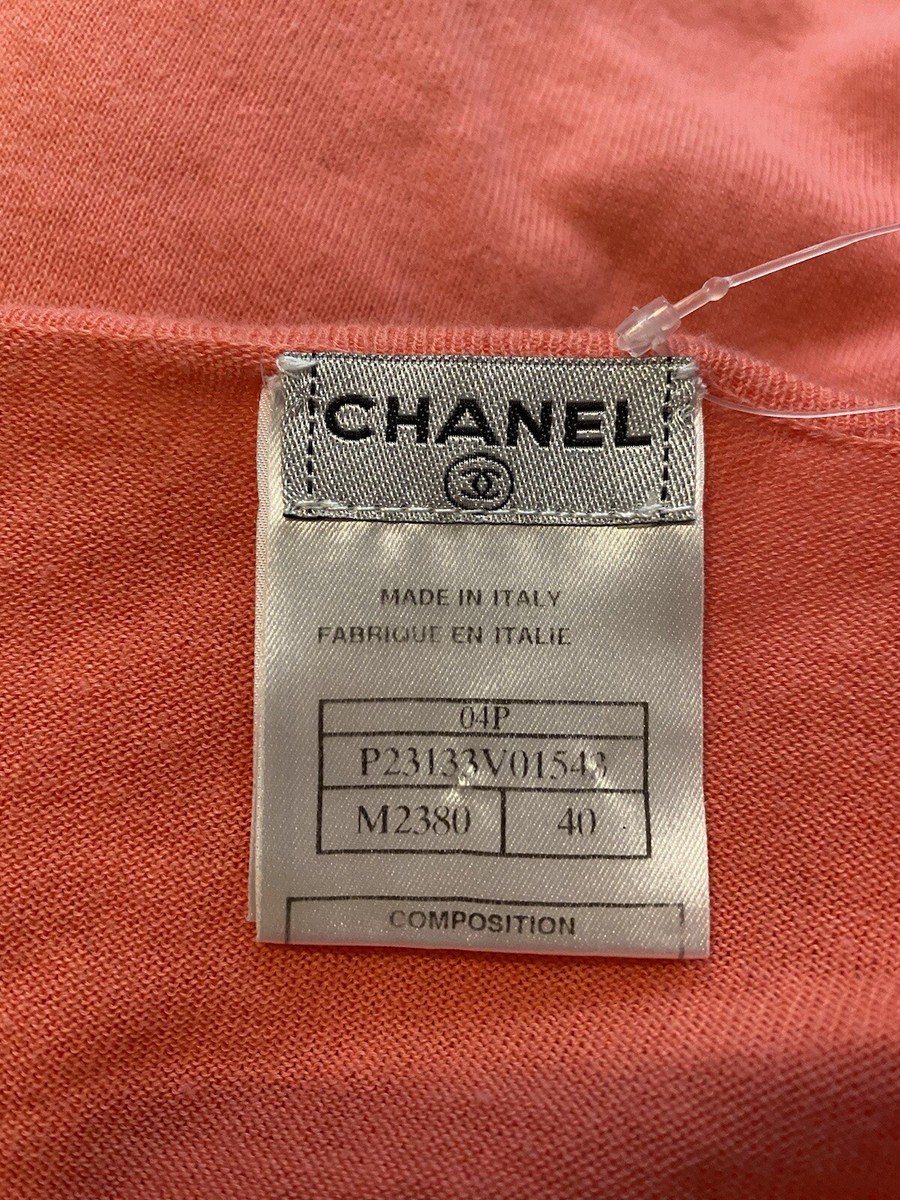 CHANEL
MADE IN ITALY
FABRIQUE EN ITALIE
04P
P23133V01543
M2380 40
COMPOSITION